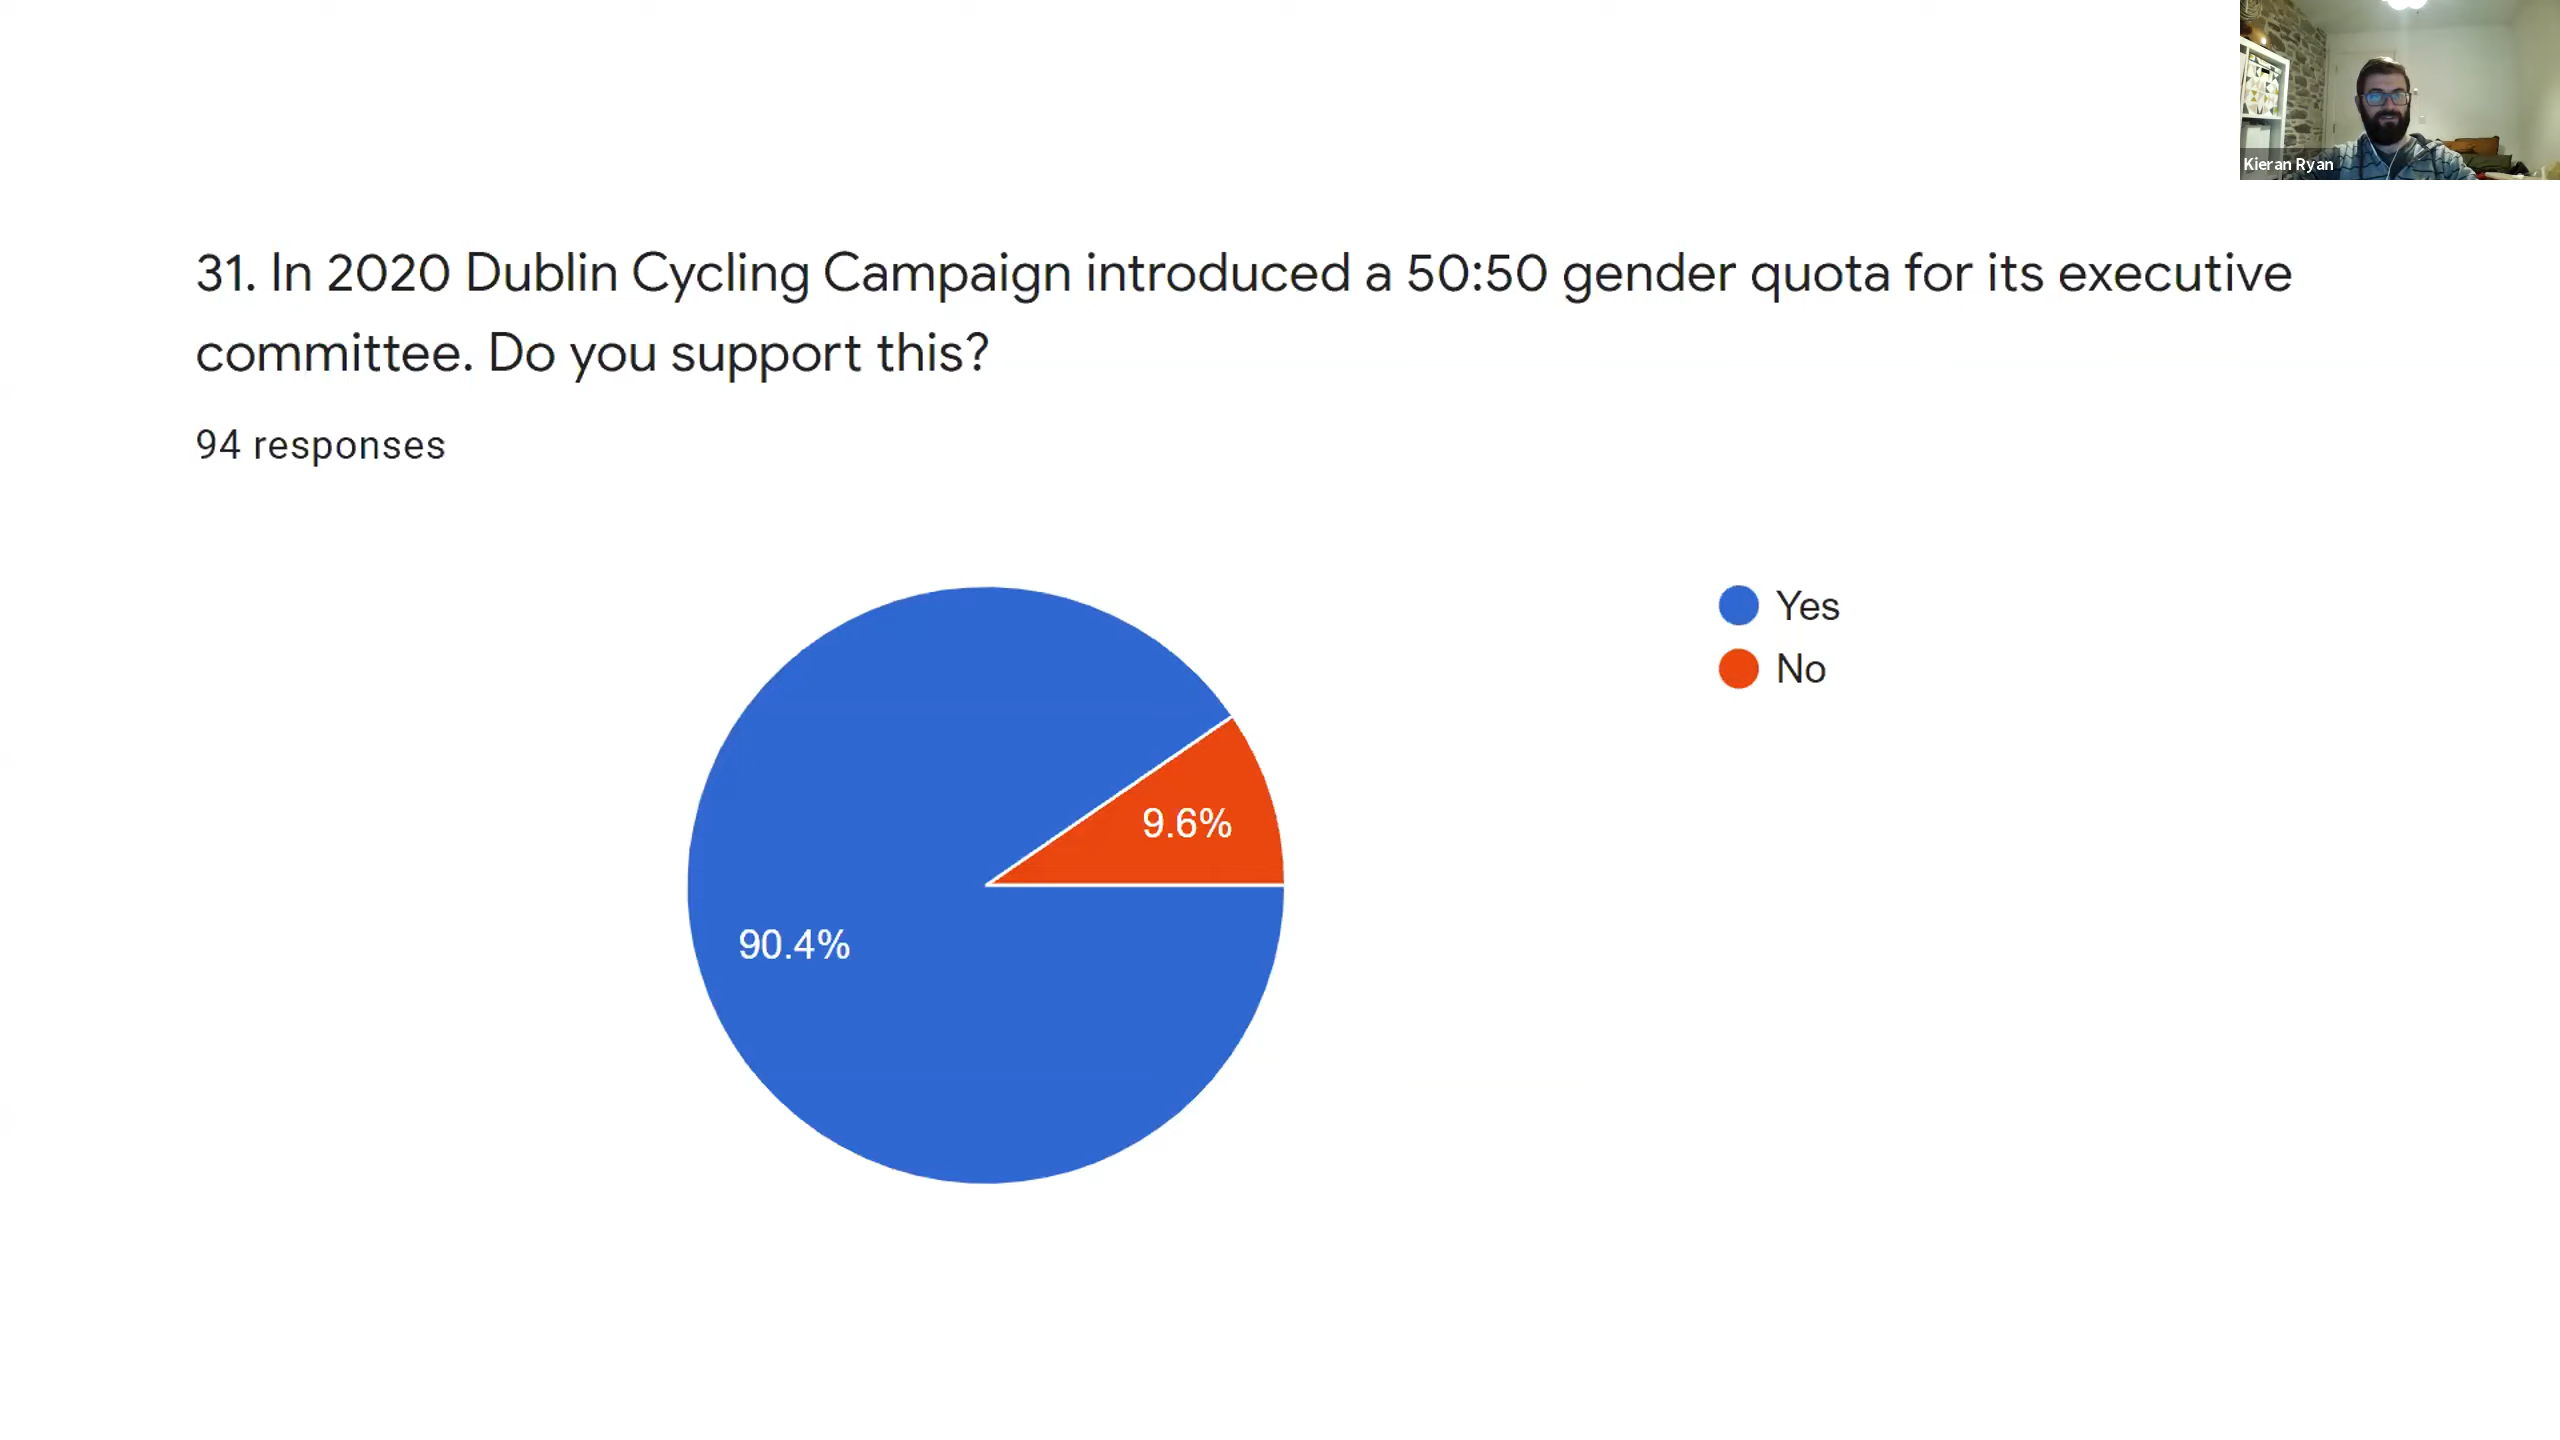 Kieran Ryan
31. In 2020 Dublin Cycling Campaign introduced a 50:50 gender quota for its executive
committee. Do you support this?
94 responses
Yes
No
9.6%
90.4%